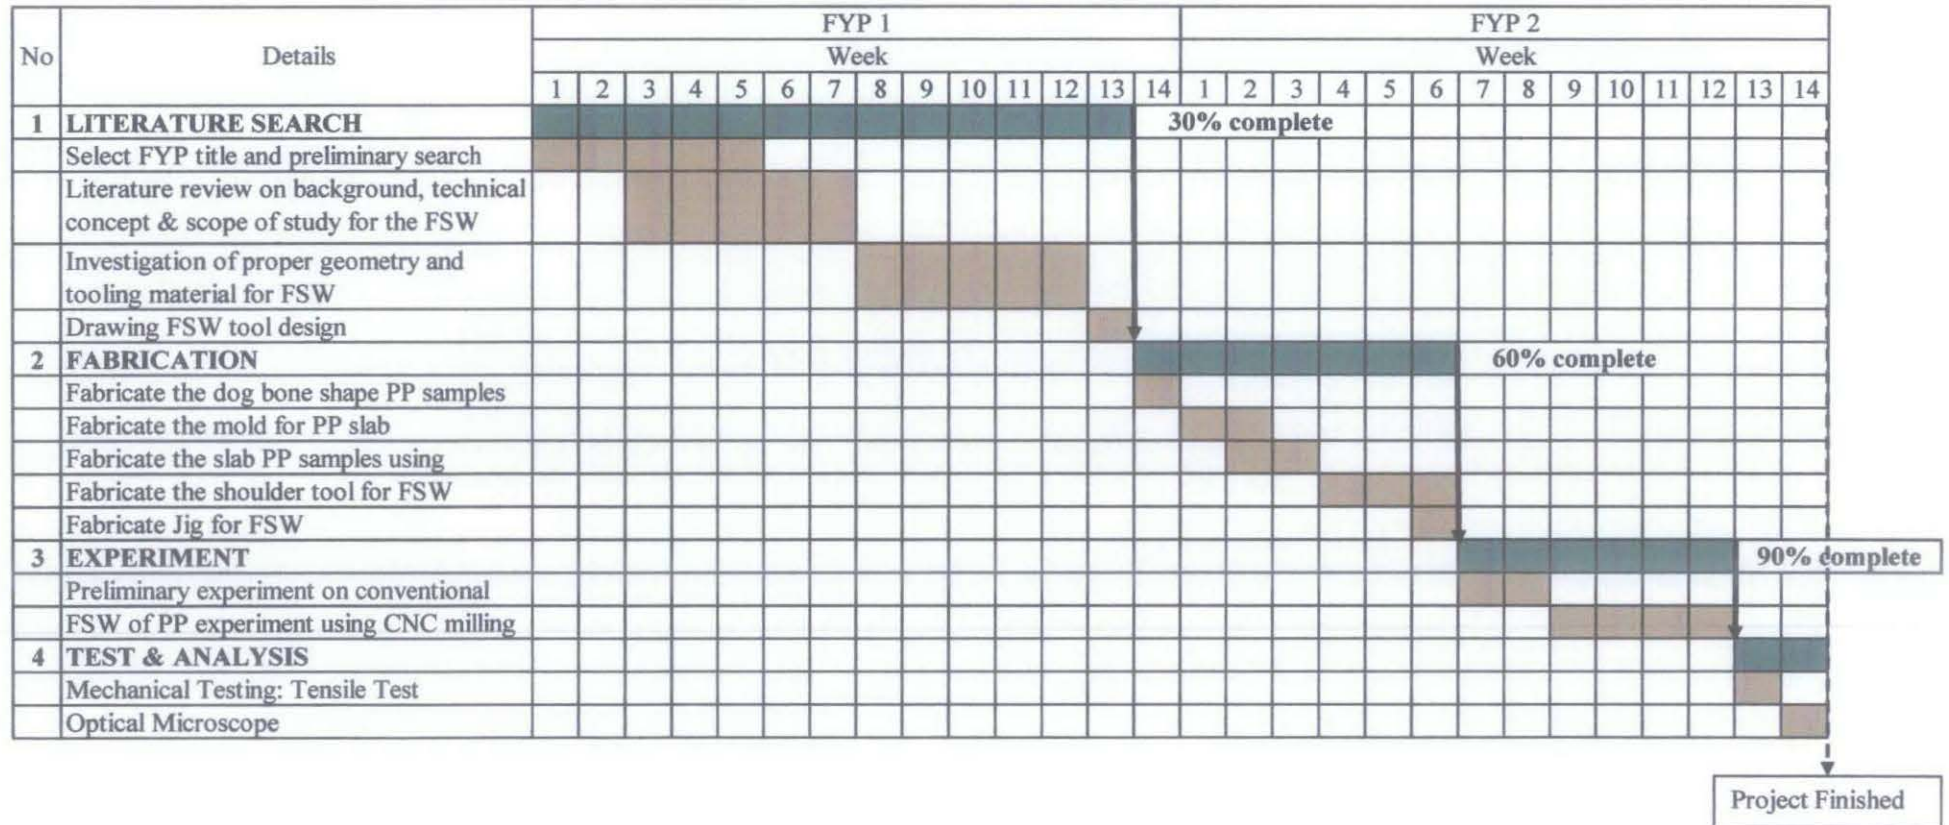 FYP 1 FYP 2
No Details Week Week
1 2 3 4 5 6 7 8 9 10 11 12 13 14 1 2 3 4 5 6 7 8 9 10 11 12 13 14
1 LITERATURE SEARCH 30% complete
Select FYP title and preliminary search
Literature review on background, technical
concept & scope of study for the FSW
Investigation of proper geometry and
tooling material for FSW
Drawing FSW tool design
2 FABRICATION 60% complete
Fabricate the dog bone shape PP samples
Fabricate the mold for PP slab
Fabricate the slab PP samples using
Fabricate the shoulder tool for FSW
Fabricate Jig for FSW
3 EXPERIMENT 90% complete
Preliminary experiment on conventional
FSW of PP experiment using CNC milling
4 TEST & ANALYSIS
Mechanical Testing: Tensile Test
Optical Microscope
Project Finished